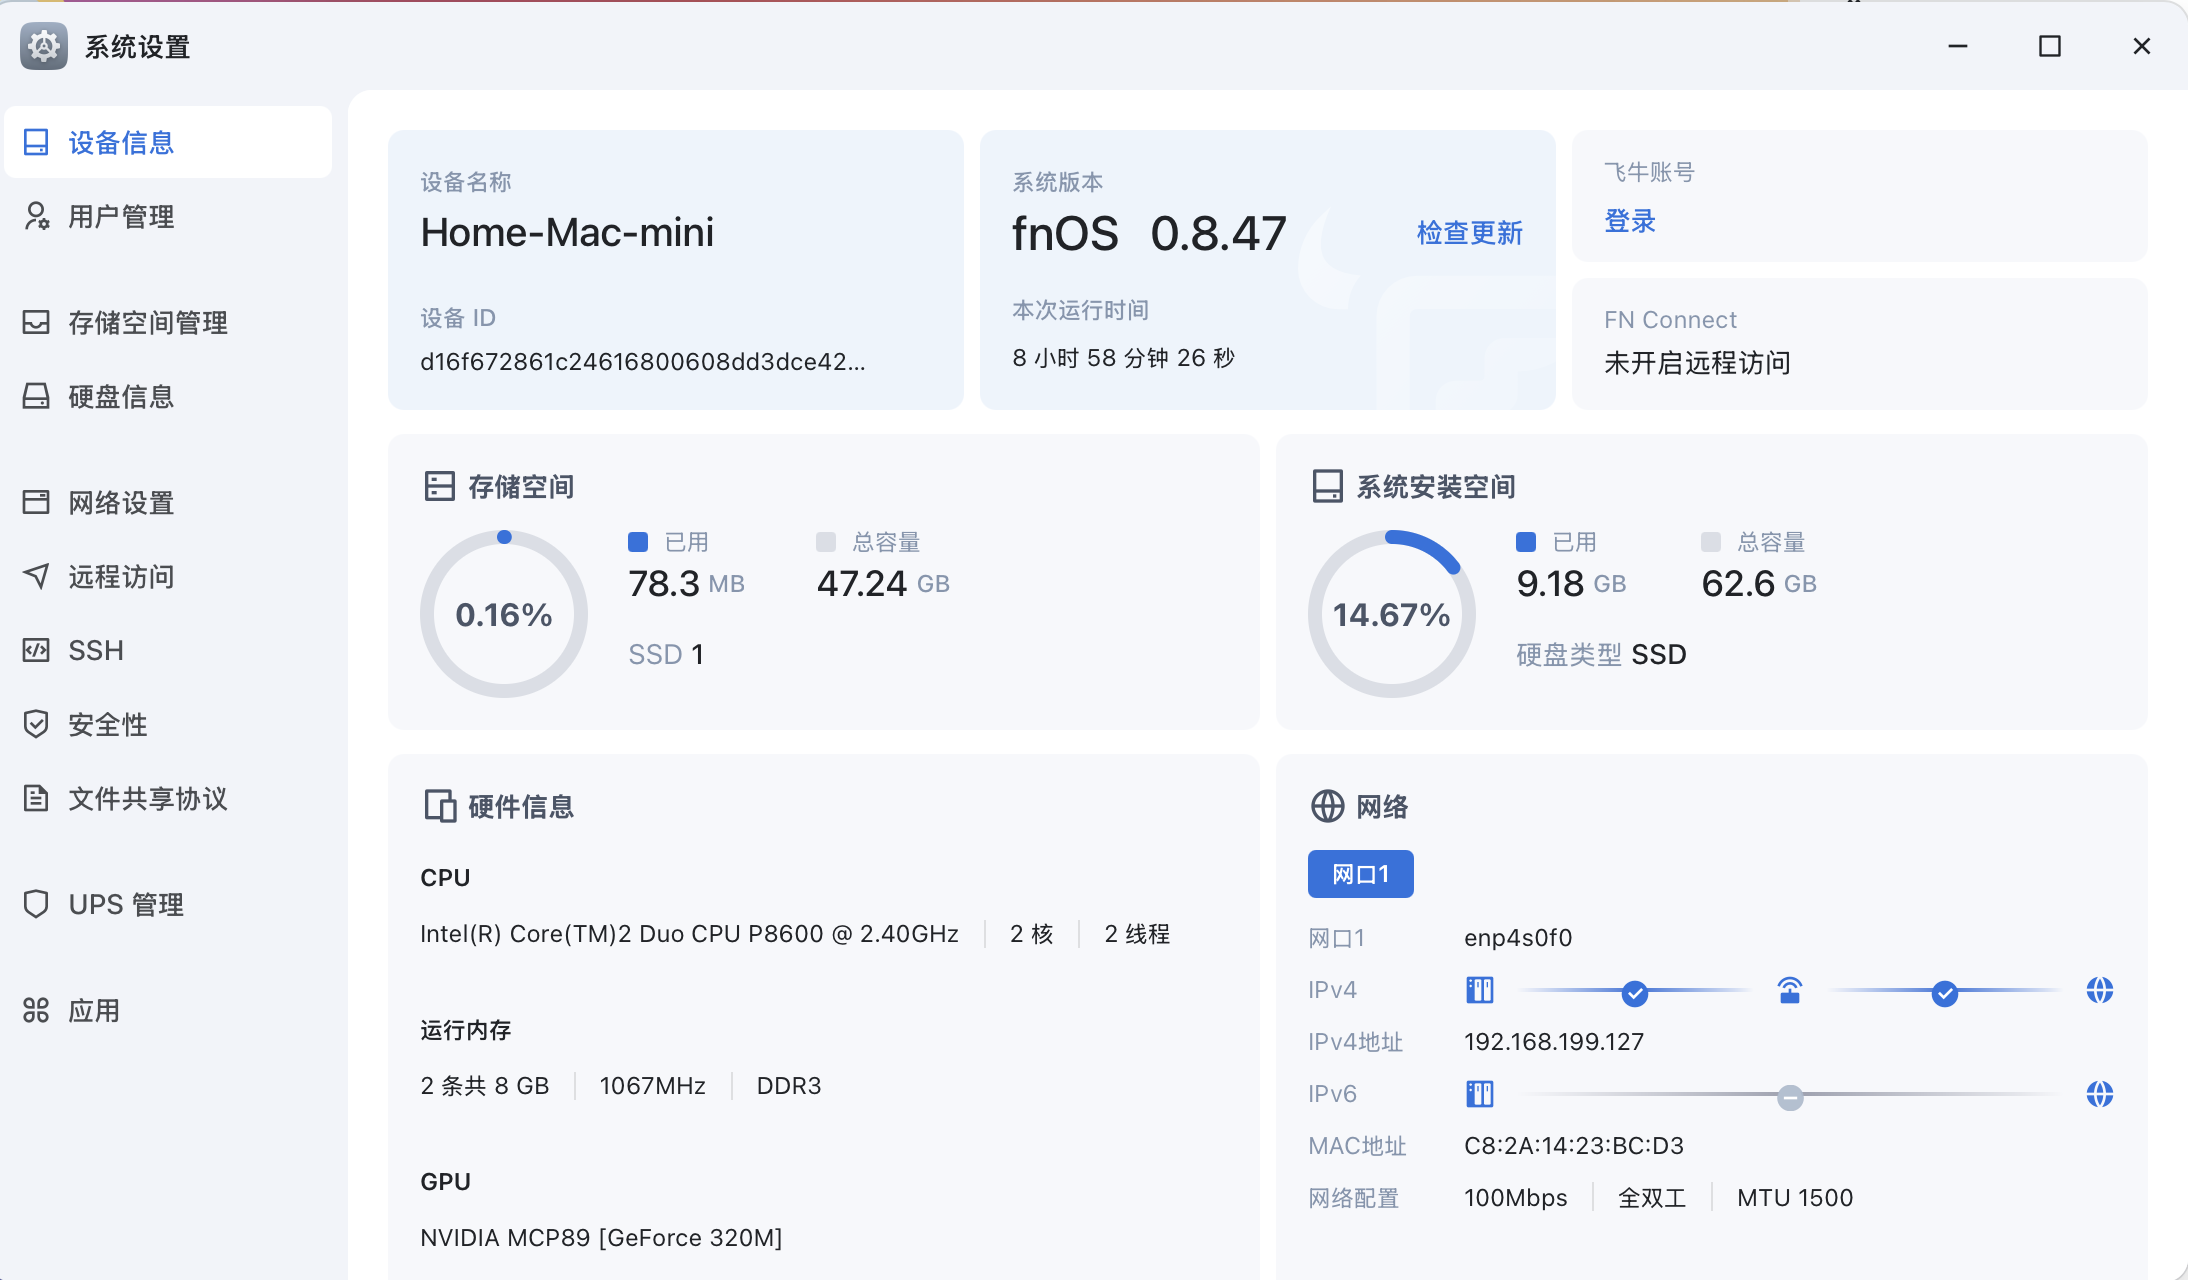 系统设置
设备信息
用户管理
存储空间管理
硬盘信息
网络设置
远程访问
SSH
安全性
文件共享协议
UPS 管理
应用
设备名称
Home-Mac-mini
设备 ID
d16f672861c24616800608dd3dce42...
系统版本
fnOS 0.8.47
检查更新
本次运行时间
8 小时 58 分钟 26 秒
飞牛账号
登录
FN Connect
未开启远程访问
存储空间
0.16%
已用 总容量
78.3 MB 47.24 GB
SSD 1
系统安装空间
14.67%
已用 总容量
9.18 GB 62.6 GB
硬盘类型 SSD
硬件信息
CPU
Intel(R) Core(TM)2 Duo CPU P8600 @ 2.40GHz 2 核 2 线程
运行内存
2 条共 8 GB 1067MHz DDR3
GPU
NVIDIA MCP89 [GeForce 320M]
网络
网口1
网口1 enp4s0f0
IPv4
IPv4地址 192.168.199.127
IPv6
MAC地址 C8:2A:14:23:BC:D3
网络配置 100Mbps 全双工 MTU 1500